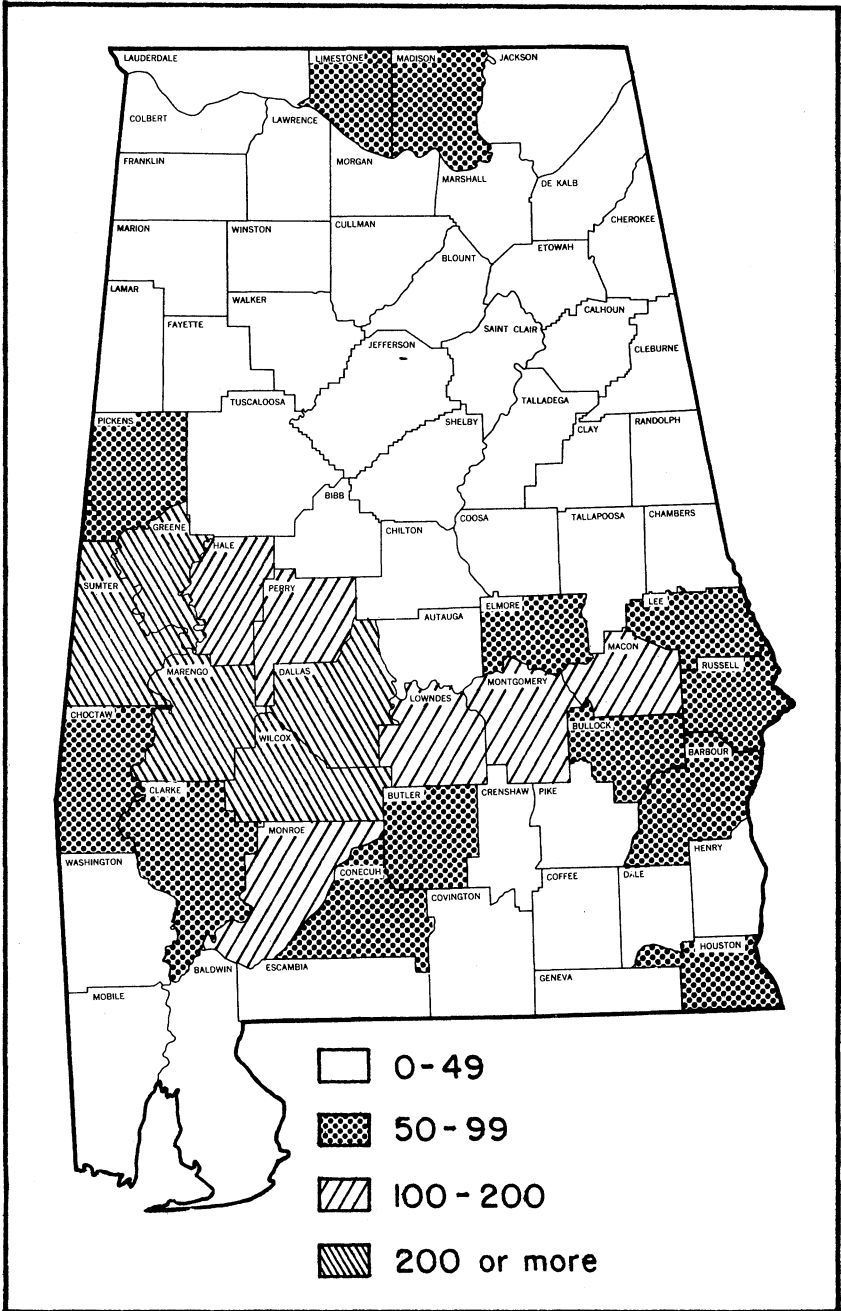 LAUDERDALE
LIMESTONE
MADISON
JACKSON
COLBERT
LAWRENCE
FRANKLIN
MORGAN
MARSHALL
DE KALB
CHEROKEE
MARION
WINSTON
CULLMAN
BLOUNT
ETOWAH
LAMAR
WALKER
FAYETTE
JEFFERSON
SAINT CLAIR
CALHOUN
CLEBURNE
TUSCALOOSA
TALLADEGA
PICKENS
SHELBY
CLAY
RANDOLPH
BIBB
GREENE
CHILTON
COOSA
TALLAPOOSA
CHAMBERS
HALE
SUMTER
PERRY
AUTAUGA
ELMORE
LEE
MACON
MARENGO
DALLAS
LOWNDES
MONTGOMERY
RUSSELL
CHOCTAW
WILCOX
BULLOCK
BARBOUR
CLARKE
BUTLER
CRENSHAW
PIKE
MONROE
HENRY
WASHINGTON
CONECUH
COVINGTON
COFFEE
DALE
HOUSTON
BALDWIN
ESCAMBIA
GENEVA
MOBILE
0-49
50-99
100-200
200 or more